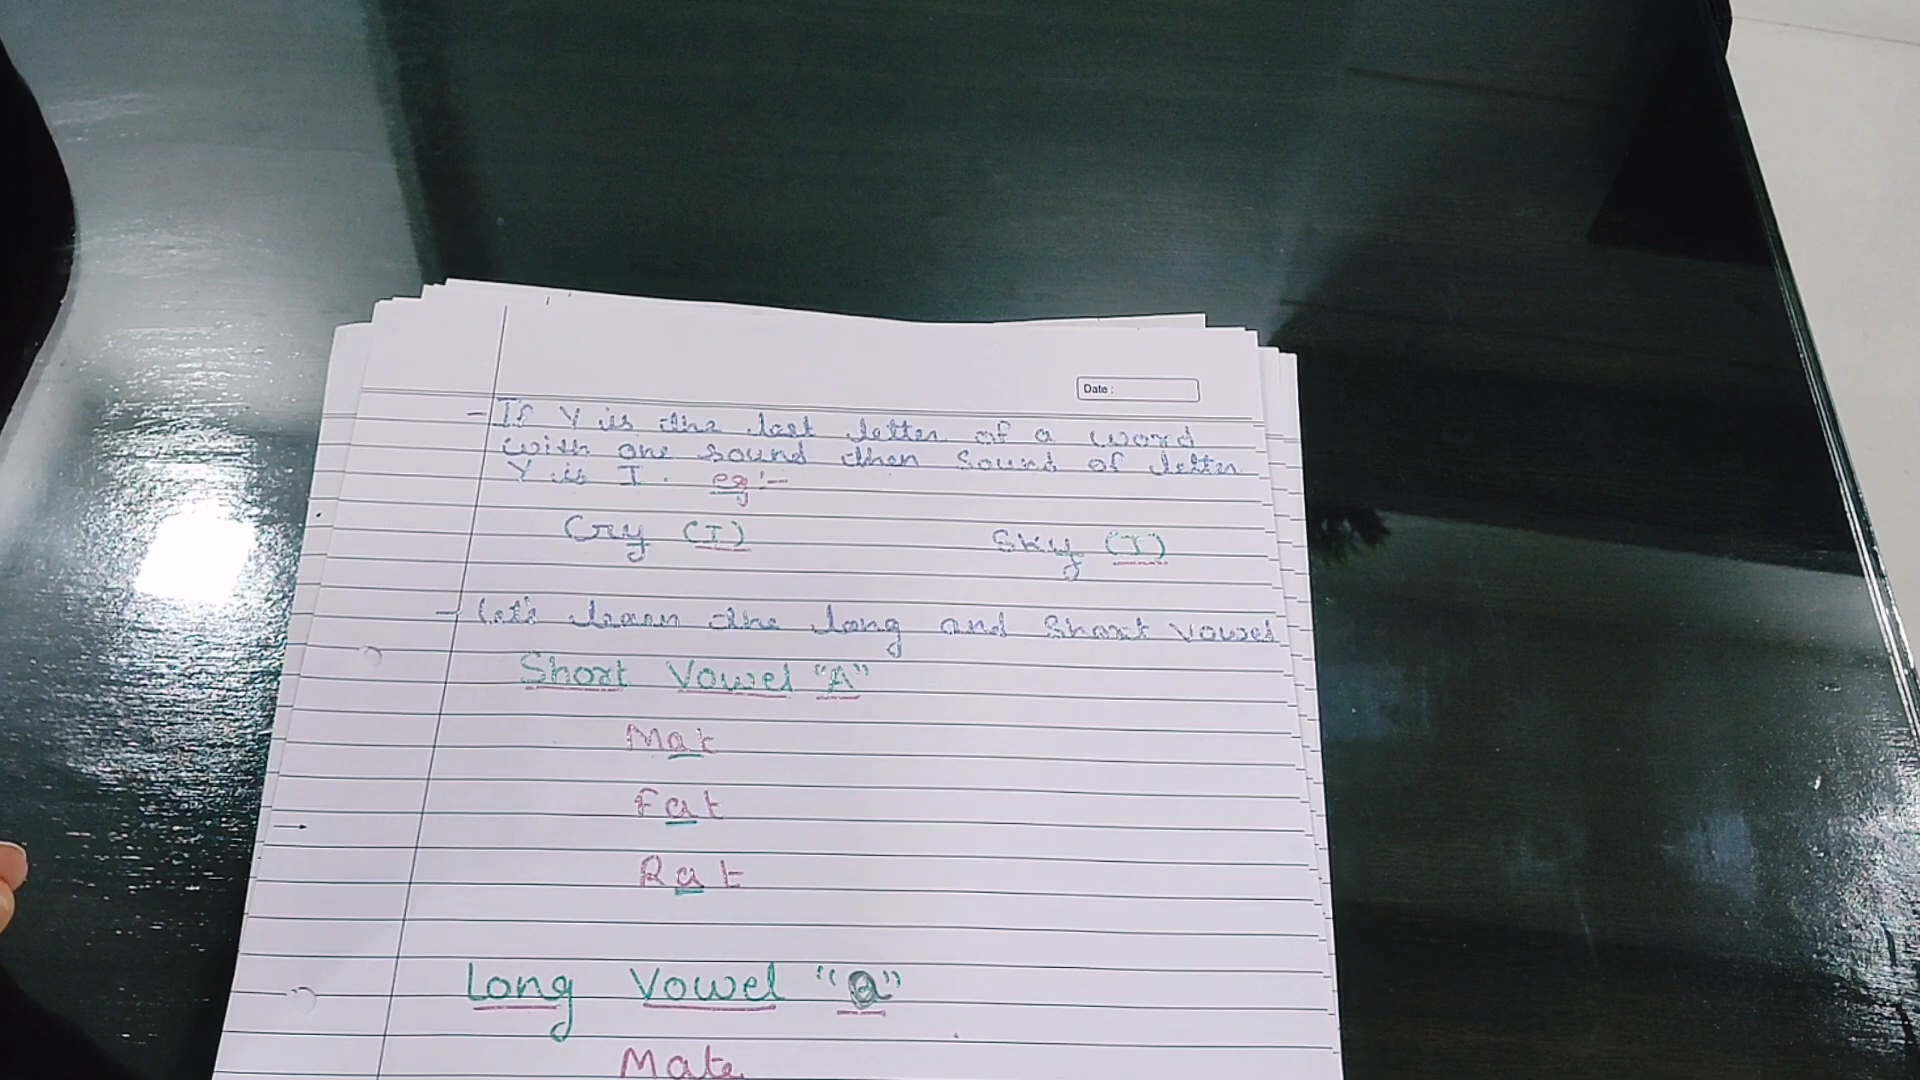 Date :
- If Y is the last letter of a word
with one sound then sound of letter
Y is I. eg:-
Cry (I) Sky (I)
- Let's learn the long and short vowel
Short Vowel "A"
Mat
Fat
Rat
Long Vowel "a"
Mate